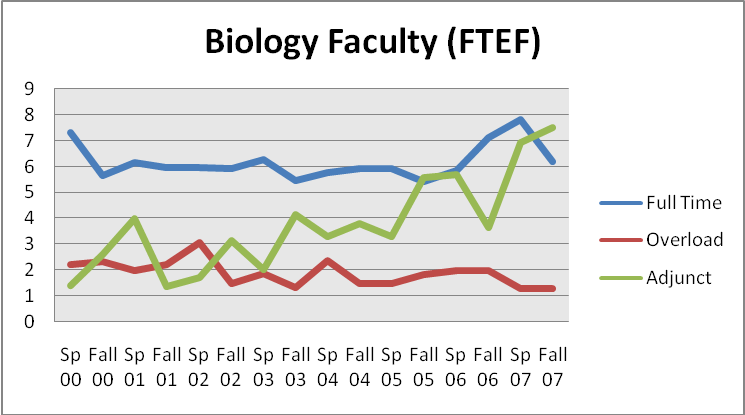 Biology Faculty (FTEF)
9
8
7
6
5
4
3
2
1
0
Sp Fall Sp Fall Sp Fall Sp Fall Sp Fall Sp Fall Sp Fall Sp Fall
00 00 01 01 02 02 03 03 04 04 05 05 06 06 07 07
Full Time
Overload
Adjunct